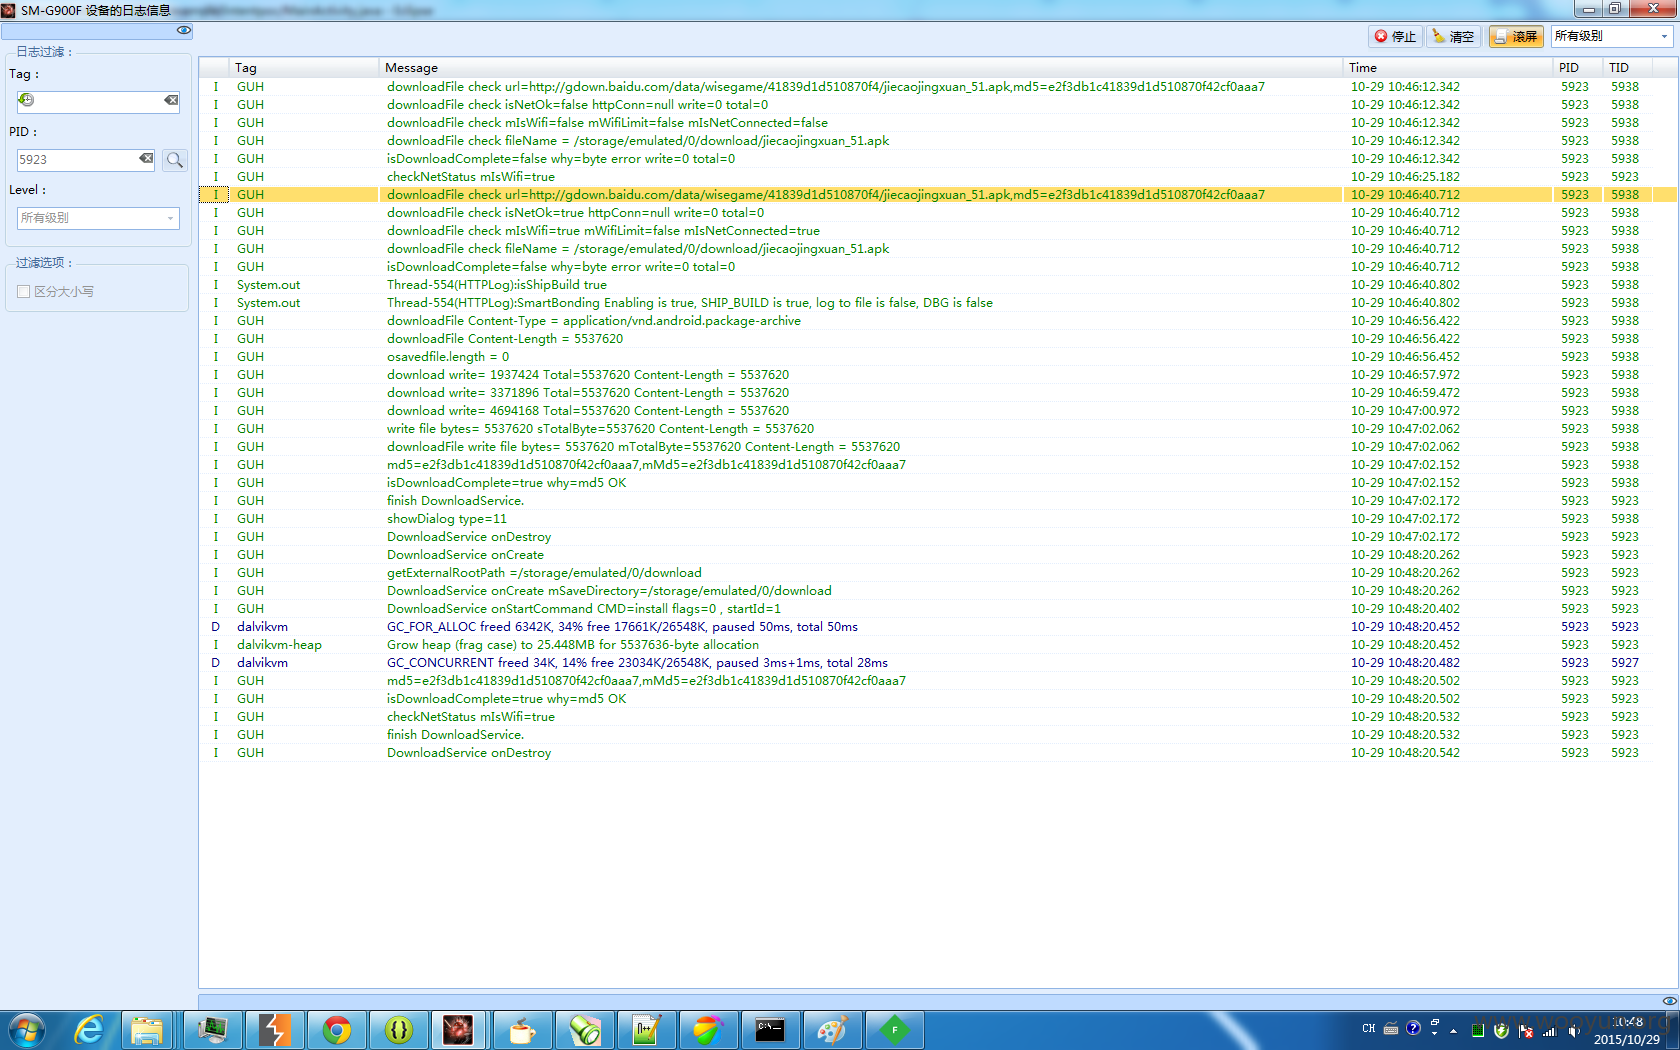 SM-G900F 设备的日志信息
停止 清空 滚屏 所有级别
日志过滤：
Tag：
PID：
5923
Level：
所有级别
过滤选项：
区分大小写
Tag Message Time PID TID
I GUH downloadFile check url=http://gdown.baidu.com/data/wisegame/41839d1d510870f4/jiecaojingxuan_51.apk,md5=e2f3db1c41839d1d510870f42cf0aaa7 10-29 10:46:12.342 5923 5938
I GUH downloadFile check isNetOk=false httpConn=null write=0 total=0 10-29 10:46:12.342 5923 5938
I GUH downloadFile check mIsWifi=false mWifiLimit=false mIsNetConnected=false 10-29 10:46:12.342 5923 5938
I GUH downloadFile check fileName = /storage/emulated/0/download/jiecaojingxuan_51.apk 10-29 10:46:12.342 5923 5938
I GUH isDownloadComplete=false why=byte error write=0 total=0 10-29 10:46:12.342 5923 5938
I GUH checkNetStatus mIsWifi=true 10-29 10:46:25.182 5923 5923
I GUH downloadFile check url=http://gdown.baidu.com/data/wisegame/41839d1d510870f4/jiecaojingxuan_51.apk,md5=e2f3db1c41839d1d510870f42cf0aaa7 10-29 10:46:40.712 5923 5938
I GUH downloadFile check isNetOk=true httpConn=null write=0 total=0 10-29 10:46:40.712 5923 5938
I GUH downloadFile check mIsWifi=true mWifiLimit=false mIsNetConnected=true 10-29 10:46:40.712 5923 5938
I GUH downloadFile check fileName = /storage/emulated/0/download/jiecaojingxuan_51.apk 10-29 10:46:40.712 5923 5938
I GUH isDownloadComplete=false why=byte error write=0 total=0 10-29 10:46:40.712 5923 5938
I System.out Thread-554(HTTPLog):isShipBuild true 10-29 10:46:40.802 5923 5938
I System.out Thread-554(HTTPLog):SmartBonding Enabling is true, SHIP_BUILD is true, log to file is false, DBG is false 10-29 10:46:40.802 5923 5938
I GUH downloadFile Content-Type = application/vnd.android.package-archive 10-29 10:46:56.422 5923 5938
I GUH downloadFile Content-Length = 5537620 10-29 10:46:56.422 5923 5938
I GUH osavedfile.length = 0 10-29 10:46:56.452 5923 5938
I GUH download write= 1937424 Total=5537620 Content-Length = 5537620 10-29 10:46:57.972 5923 5938
I GUH download write= 3371896 Total=5537620 Content-Length = 5537620 10-29 10:46:59.472 5923 5938
I GUH download write= 4694168 Total=5537620 Content-Length = 5537620 10-29 10:47:00.972 5923 5938
I GUH write file bytes= 5537620 sTotalByte=5537620 Content-Length = 5537620 10-29 10:47:02.062 5923 5938
I GUH downloadFile write file bytes= 5537620 mTotalByte=5537620 Content-Length = 5537620 10-29 10:47:02.062 5923 5938
I GUH md5=e2f3db1c41839d1d510870f42cf0aaa7,mMd5=e2f3db1c41839d1d510870f42cf0aaa7 10-29 10:47:02.152 5923 5938
I GUH isDownloadComplete=true why=md5 OK 10-29 10:47:02.152 5923 5938
I GUH finish DownloadService. 10-29 10:47:02.172 5923 5923
I GUH showDialog type=11 10-29 10:47:02.172 5923 5938
I GUH DownloadService onDestroy 10-29 10:47:02.172 5923 5923
I GUH DownloadService onCreate 10-29 10:48:20.262 5923 5923
I GUH getExternalRootPath =/storage/emulated/0/download 10-29 10:48:20.262 5923 5923
I GUH DownloadService onCreate mSaveDirectory=/storage/emulated/0/download 10-29 10:48:20.262 5923 5923
I GUH DownloadService onStartCommand CMD=install flags=0 , startId=1 10-29 10:48:20.402 5923 5923
D dalvikvm GC_FOR_ALLOC freed 6342K, 34% free 17661K/26548K, paused 50ms, total 50ms 10-29 10:48:20.452 5923 5923
I dalvikvm-heap Grow heap (frag case) to 25.448MB for 5537636-byte allocation 10-29 10:48:20.452 5923 5923
D dalvikvm GC_CONCURRENT freed 34K, 14% free 23034K/26548K, paused 3ms+1ms, total 28ms 10-29 10:48:20.482 5923 5927
I GUH md5=e2f3db1c41839d1d510870f42cf0aaa7,mMd5=e2f3db1c41839d1d510870f42cf0aaa7 10-29 10:48:20.502 5923 5923
I GUH isDownloadComplete=true why=md5 OK 10-29 10:48:20.502 5923 5923
I GUH checkNetStatus mIsWifi=true 10-29 10:48:20.532 5923 5923
I GUH finish DownloadService. 10-29 10:48:20.532 5923 5923
I GUH DownloadService onDestroy 10-29 10:48:20.542 5923 5923
CH 10:48
2015/10/29
www.wooyun.org